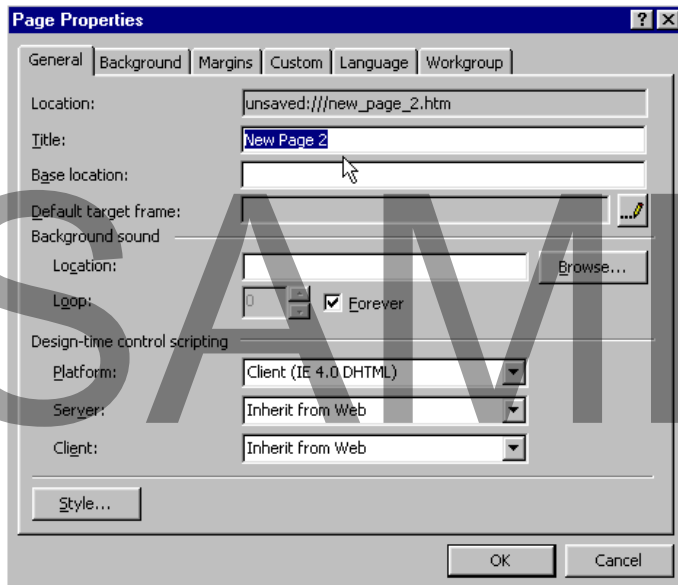 Page Properties
General Background Margins Custom Language Workgroup
Location: unsaved:///new_page_2.htm
Title: New Page 2
Base location:
Default target frame:
Background sound
Location: Browse...
Loop: 0 Forever
Design-time control scripting
Platform: Client (IE 4.0 DHTML)
Server: Inherit from Web
Client: Inherit from Web
Style...
OK Cancel